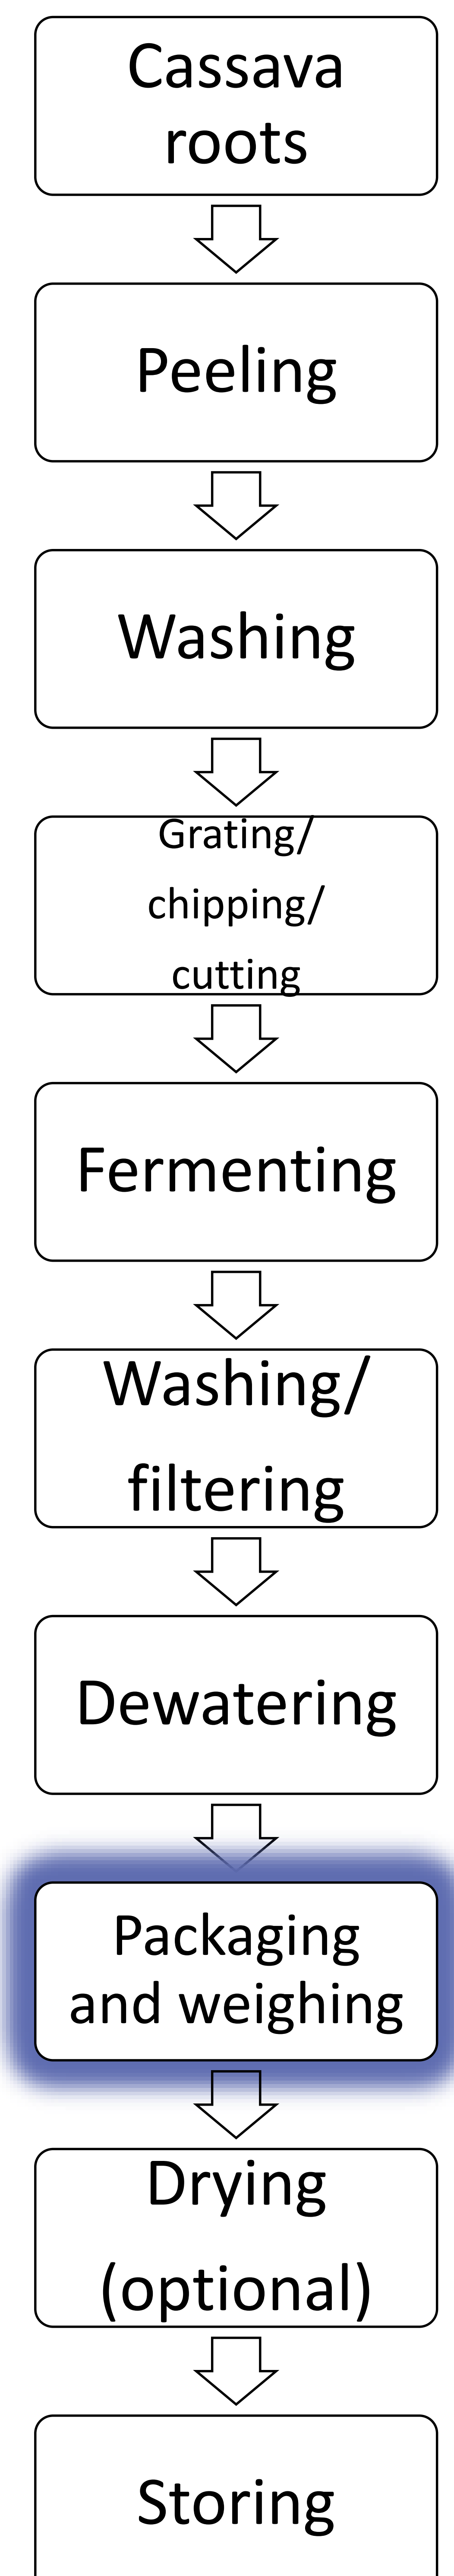 Cassava
roots
Peeling
Washing
Grating/
chipping/
cutting
Fermenting
Washing/
filtering
Dewatering
Packaging
and weighing
Drying
(optional)
Storing